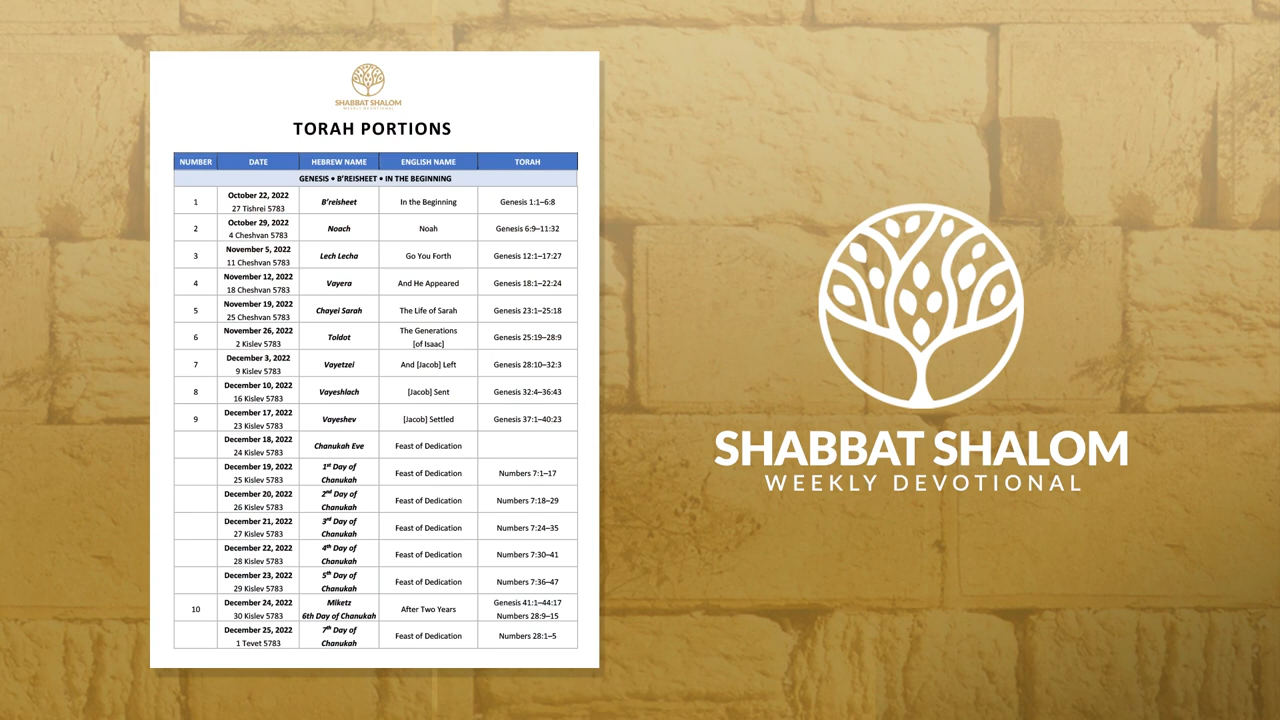 SHABBAT SHALOM
WEEKLY DEVOTIONAL
TORAH PORTIONS
NUMBER DATE HEBREW NAME ENGLISH NAME TORAH
GENESIS • B'REISHEET • IN THE BEGINNING
1 October 22, 2022 27 Tishrei 5783 B'reisheet In the Beginning Genesis 1:1–6:8
2 October 29, 2022 4 Cheshvan 5783 Noach Noah Genesis 6:9–11:32
3 November 5, 2022 11 Cheshvan 5783 Lech Lecha Go You Forth Genesis 12:1–17:27
4 November 12, 2022 18 Cheshvan 5783 Vayera And He Appeared Genesis 18:1–22:24
5 November 19, 2022 25 Cheshvan 5783 Chayei Sarah The Life of Sarah Genesis 23:1–25:18
6 November 26, 2022 2 Kislev 5783 Toldot The Generations [of Isaac] Genesis 25:19–28:9
7 December 3, 2022 9 Kislev 5783 Vayetzei And [Jacob] Left Genesis 28:10–32:3
8 December 10, 2022 16 Kislev 5783 Vayeshlach [Jacob] Sent Genesis 32:4–36:43
9 December 17, 2022 23 Kislev 5783 Vayeshev [Jacob] Settled Genesis 37:1–40:23
December 18, 2022 24 Kislev 5783 Chanukah Eve Feast of Dedication
December 19, 2022 25 Kislev 5783 1st Day of Chanukah Feast of Dedication Numbers 7:1–17
December 20, 2022 26 Kislev 5783 2nd Day of Chanukah Feast of Dedication Numbers 7:18–29
December 21, 2022 27 Kislev 5783 3rd Day of Chanukah Feast of Dedication Numbers 7:24–35
December 22, 2022 28 Kislev 5783 4th Day of Chanukah Feast of Dedication Numbers 7:30–41
December 23, 2022 29 Kislev 5783 5th Day of Chanukah Feast of Dedication Numbers 7:36–47
10 December 24, 2022 30 Kislev 5783 Miketz 6th Day of Chanukah After Two Years Genesis 41:1–44:17 Numbers 28:9–15
December 25, 2022 1 Tevet 5783 7th Day of Chanukah Feast of Dedication Numbers 28:1–5
SHABBAT SHALOM
WEEKLY DEVOTIONAL